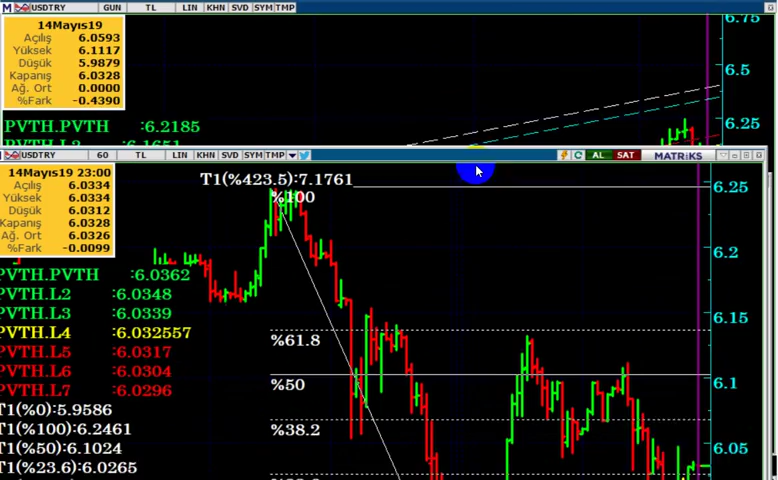 M USDTRY GUN TL LIN KHN SVD SYM TMP
14Mayıs19
Açılış 6.0593
Yüksek 6.1117
Düşük 5.9879
Kapanış 6.0328
Ağ. Ort 0.0000
%Fark -0.4390
PVTH.PVTH :6.2185
6.75
6.5
6.25
USDTRY 60 TL LIN KHN SVD SYM TMP AL SAT MATRiKS
14Mayıs19 23:00
Açılış 6.0334
Yüksek 6.0334
Düşük 6.0312
Kapanış 6.0328
Ağ. Ort 6.0326
%Fark -0.0099
T1(%423.5):7.1761
%100
PVTH.PVTH :6.0362
PVTH.L2 :6.0348
PVTH.L3 :6.0339
PVTH.L4 :6.032557
PVTH.L5 :6.0317
PVTH.L6 :6.0304
PVTH.L7 :6.0296
T1(%0):5.9586
T1(%100):6.2461
T1(%50):6.1024
T1(%23.6):6.0265
%61.8
%50
%38.2
6.25
6.2
6.15
6.1
6.05